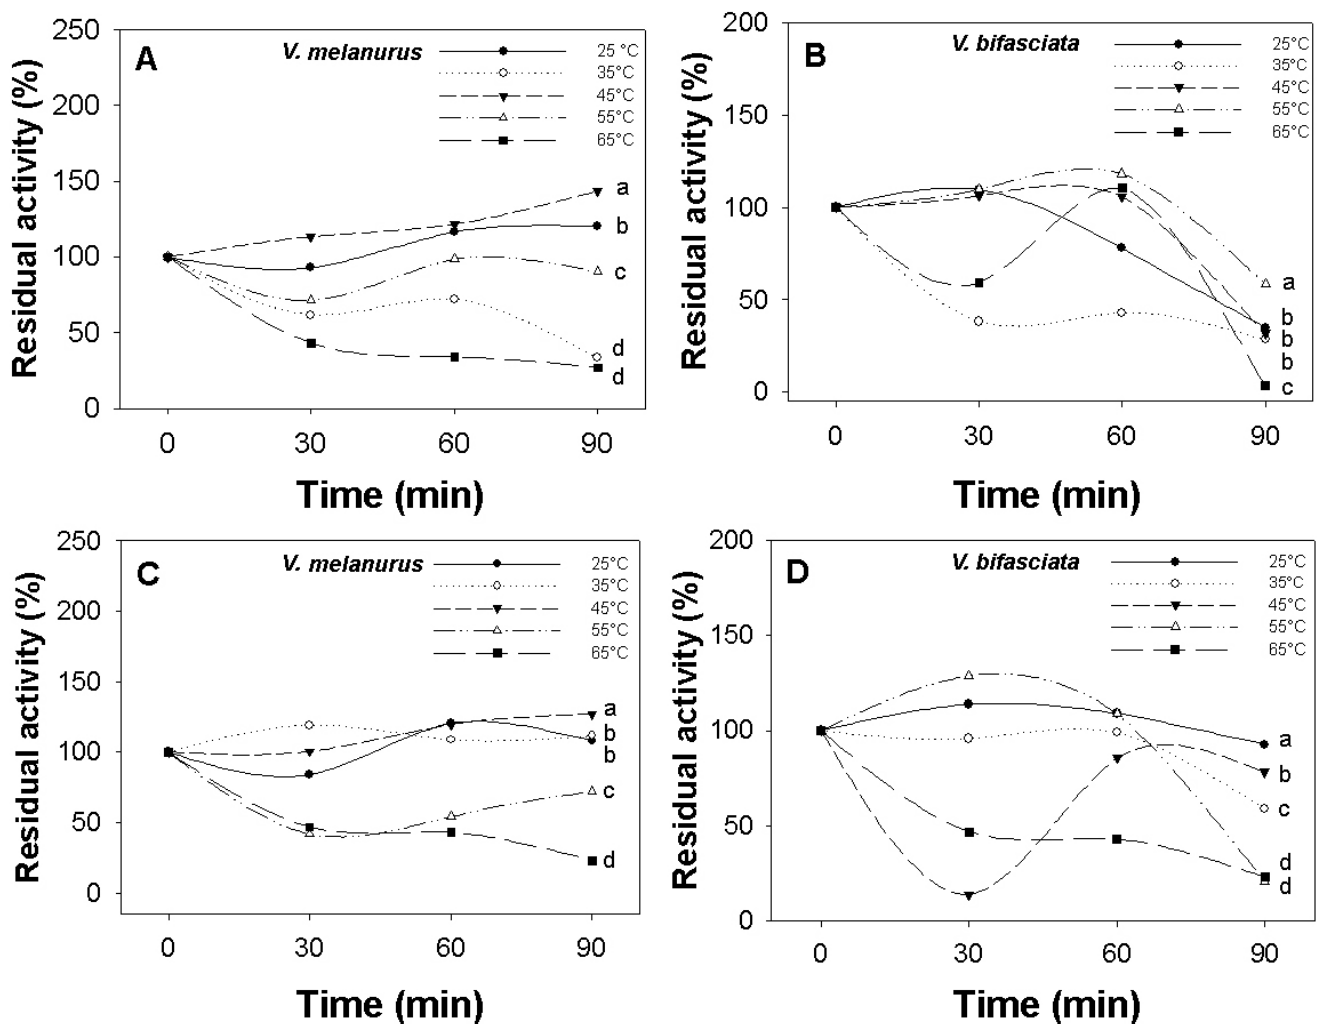 A
V. melanurus
25 °C
35°C
45°C
55°C
65°C
250
200
150
100
50
0
Residual activity (%)
a
b
c
d
d
0 30 60 90
Time (min)
B
V. bifasciata
25°C
35°C
45°C
55°C
65°C
200
150
100
50
0
Residual activity (%)
a
b
b
b
c
0 30 60 90
Time (min)
C
V. melanurus
25°C
35°C
45°C
55°C
65°C
250
200
150
100
50
0
Residual activity (%)
a
b
b
c
d
0 30 60 90
Time (min)
D
V. bifasciata
25°C
35°C
45°C
55°C
65°C
200
150
100
50
0
Residual activity (%)
a
b
c
d
d
0 30 60 90
Time (min)